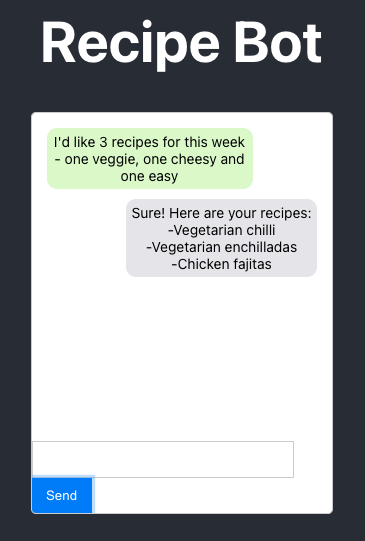 Recipe Bot
I'd like 3 recipes for this week
- one veggie, one cheesy and
one easy
Sure! Here are your recipes:
-Vegetarian chilli
-Vegetarian enchilladas
-Chicken fajitas
Send